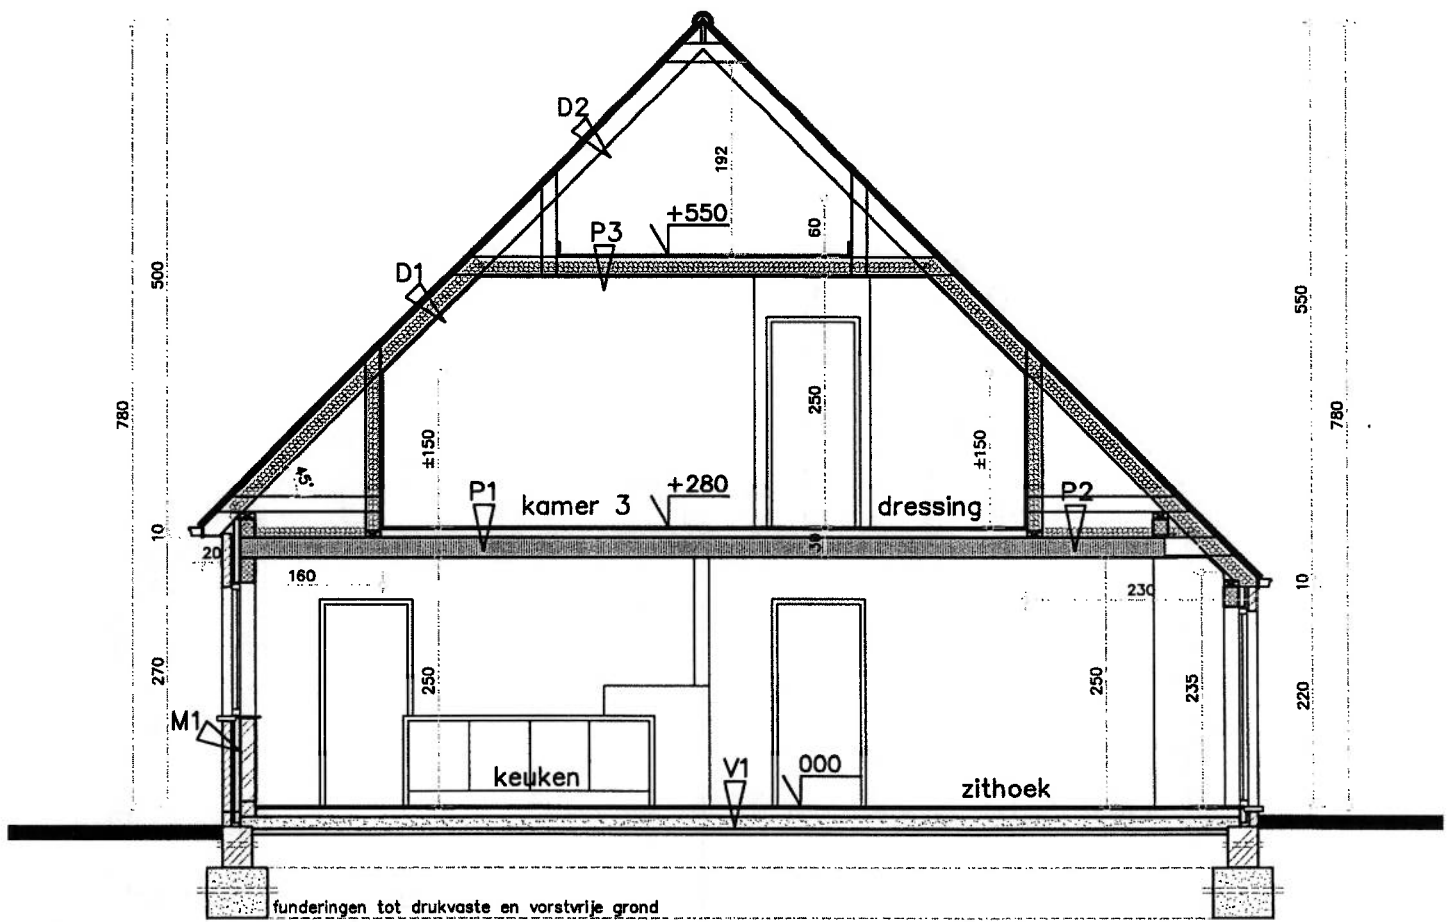 D2
192
+550
60
P3
D1
500
550
780
250
780
±150
±150
45°
+280
P1
kamer 3
dressing
P2
10
20
30
160
230
10
270
250
250
235
220
M1
keuken
V1
000
zithoek
funderingen tot drukvaste en vorstvrije grond